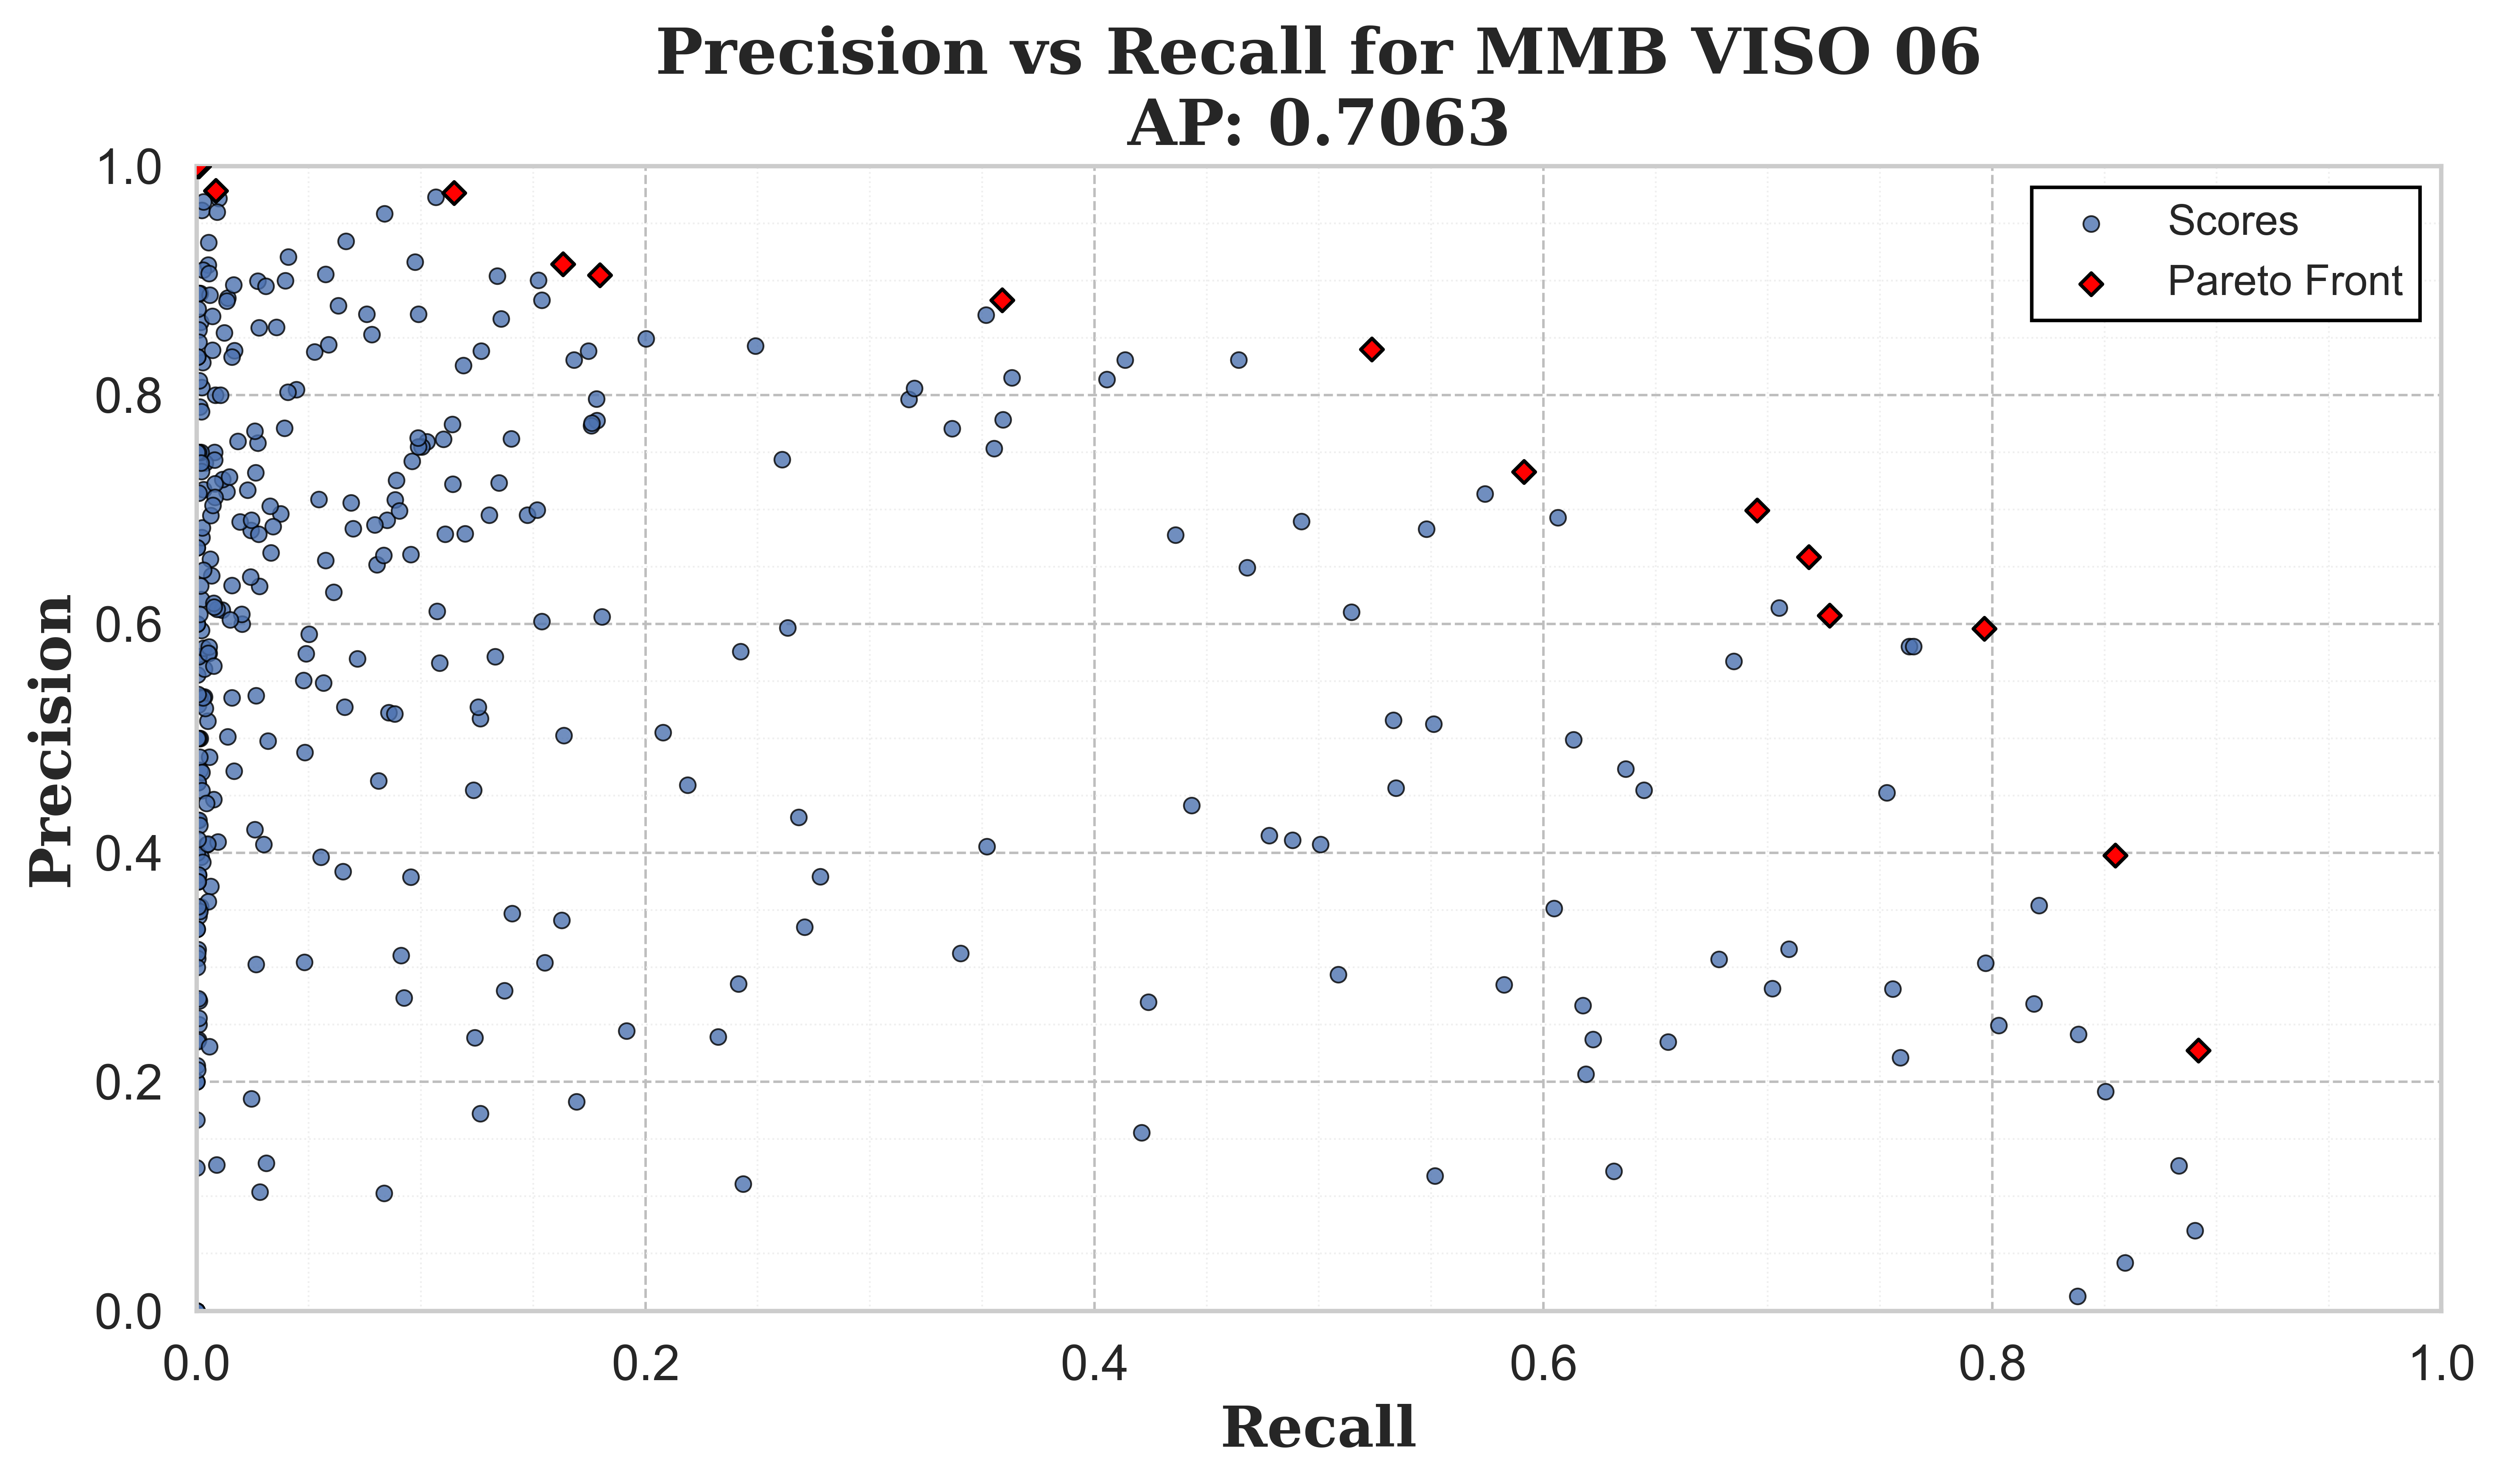 Precision vs Recall for MMB VISO 06
AP: 0.7063
Scores
Pareto Front
Precision
1.0
0.8
0.6
0.4
0.2
0.0
0.0 0.2 0.4 0.6 0.8 1.0
Recall